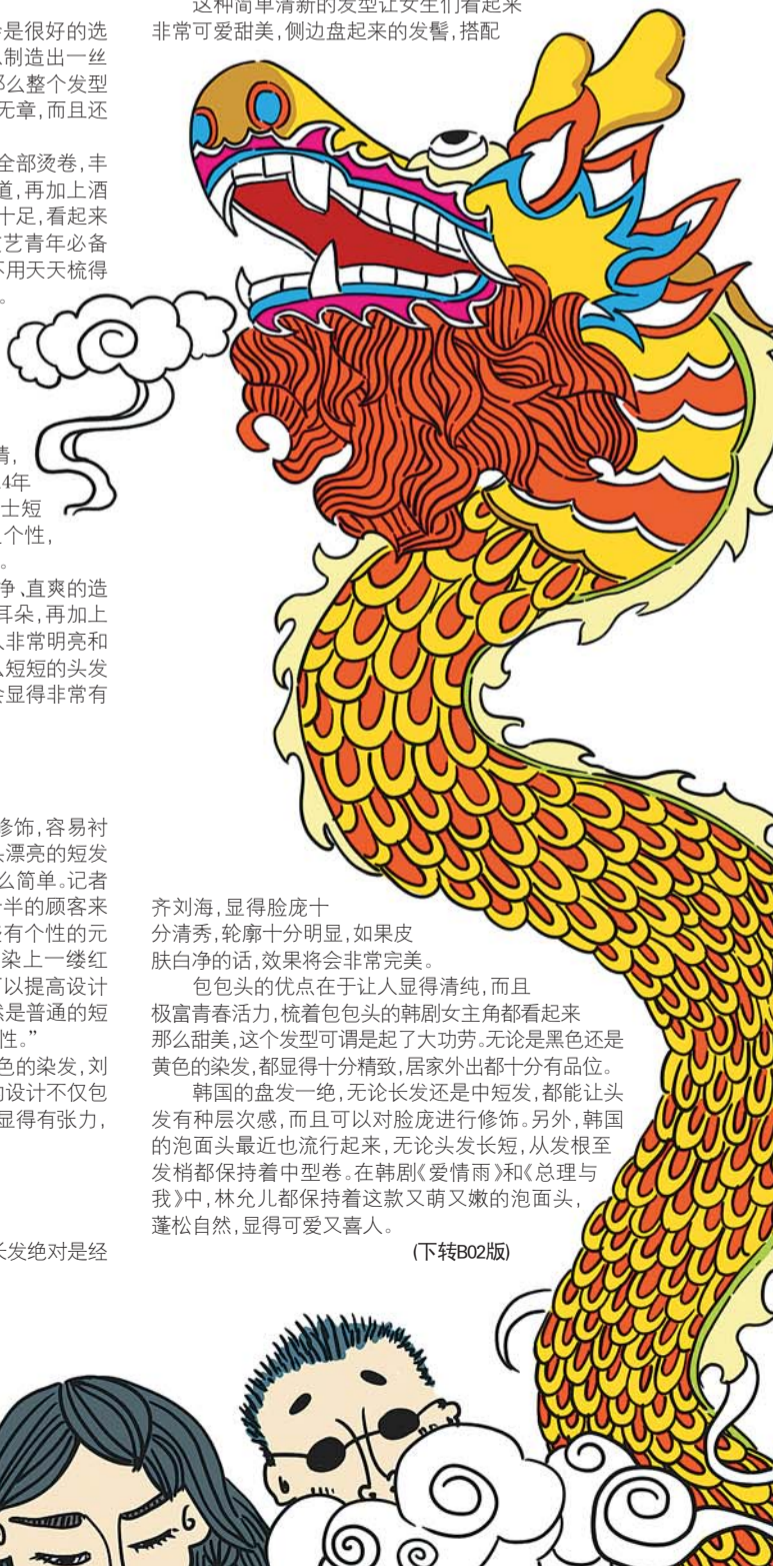 是很好的选
制造出一丝
那么整个发型
无章,而且还
全部烫卷,丰
道,再加上酒
十足,看起来
艺青年必备
不用天天梳得
。
情,
4年
士短
个性,
。
净、直爽的造
耳朵,再加上
人非常明亮和
短短的头发
会显得非常有
修饰,容易衬
头漂亮的短发
么简单。记者
半的顾客来
有个性的元
染上一缕红
以提高设计
然是普通的短
性。”
色的染发,刘
的设计不仅包
显得有张力,
长发绝对是经
这种简单清新的发型让女生们看起来
非常可爱甜美,侧边盘起来的发髻,搭配
齐刘海,显得脸庞十
分清秀,轮廓十分明显,如果皮
肤白净的话,效果将会非常完美。
包包头的优点在于让人显得清纯,而且
极富青春活力,梳着包包头的韩剧女主角都看起来
那么甜美,这个发型可谓是起了大功劳。无论是黑色还是
黄色的染发,都显得十分精致,居家外出都十分有品位。
韩国的盘发一绝,无论长发还是中短发,都能让头
发有种层次感,而且可以对脸庞进行修饰。另外,韩国
的泡面头最近也流行起来,无论头发长短,从发根至
发梢都保持着中型卷。在韩剧《爱情雨》和《总理与
我》中,林允儿都保持着这款又萌又嫩的泡面头,
蓬松自然,显得可爱又喜人。
(下转B02版)